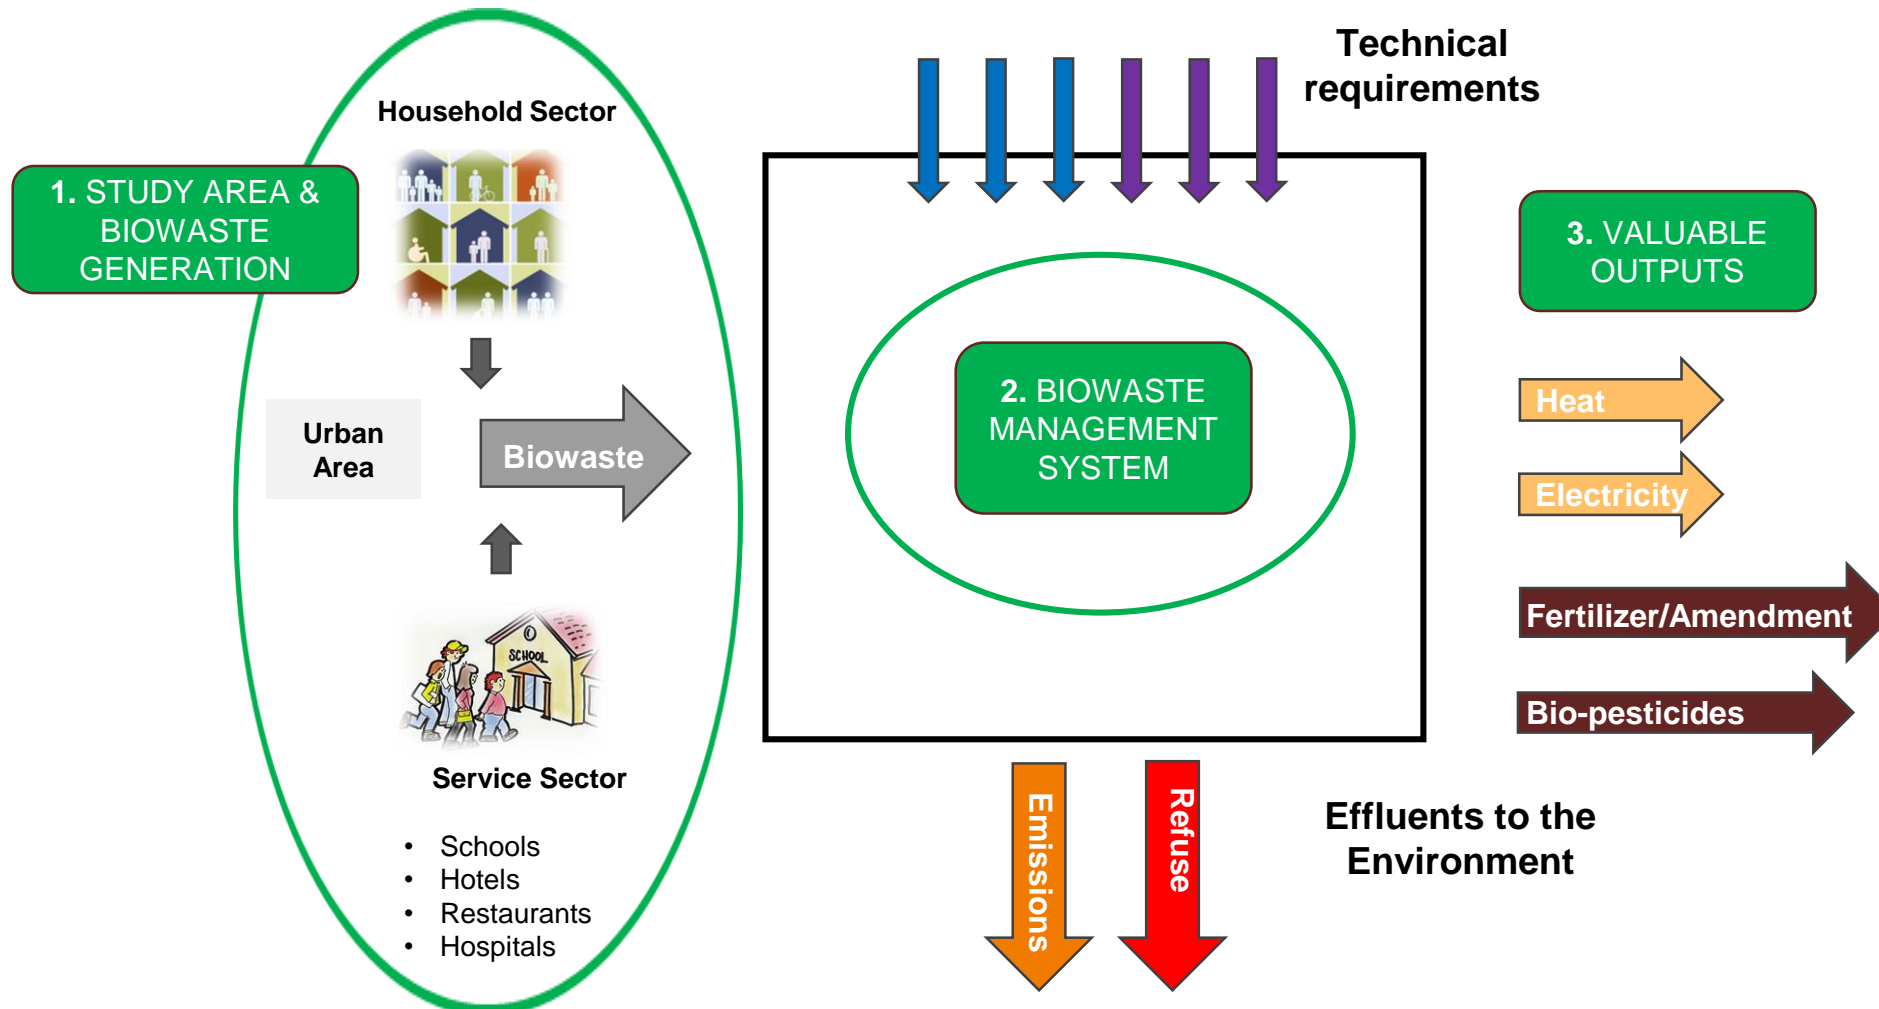 Household Sector
1. STUDY AREA &
BIOWASTE
GENERATION
Urban
Area
Biowaste
SCHOOL
Service Sector
• Schools
• Hotels
• Restaurants
• Hospitals
Technical
requirements
2. BIOWASTE
MANAGEMENT
SYSTEM
Emissions
Refuse
Effluents to the
Environment
3. VALUABLE
OUTPUTS
Heat
Electricity
Fertilizer/Amendment
Bio-pesticides